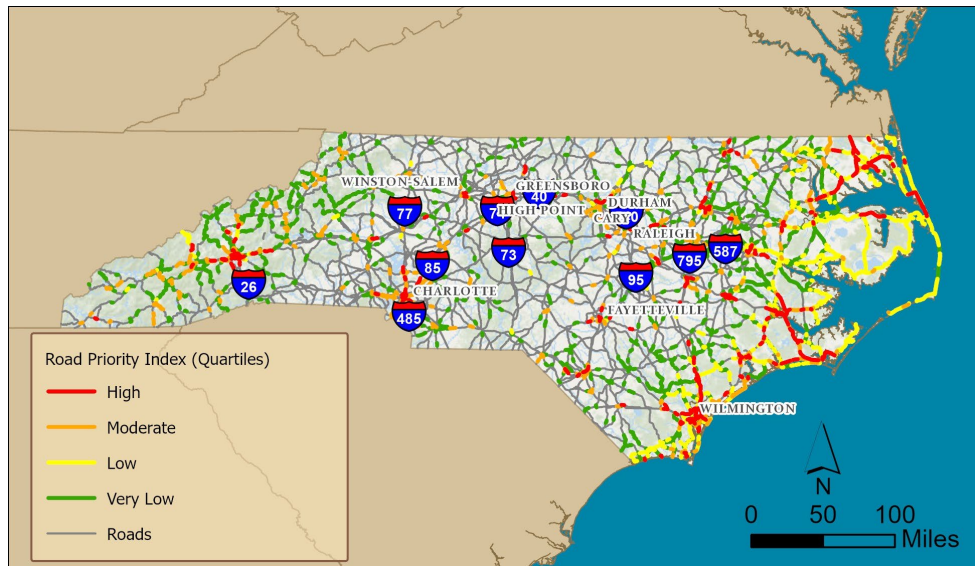 WINSTON-SALEM
GREENSBORO
40
77
HIGH POINT
DURHAM
CARY
RALEIGH
73
85
795
587
95
26
CHARLOTTE
485
FAYETTEVILLE
WILMINGTON
Road Priority Index (Quartiles)
High
Moderate
Low
Very Low
Roads
N
0 50 100
Miles